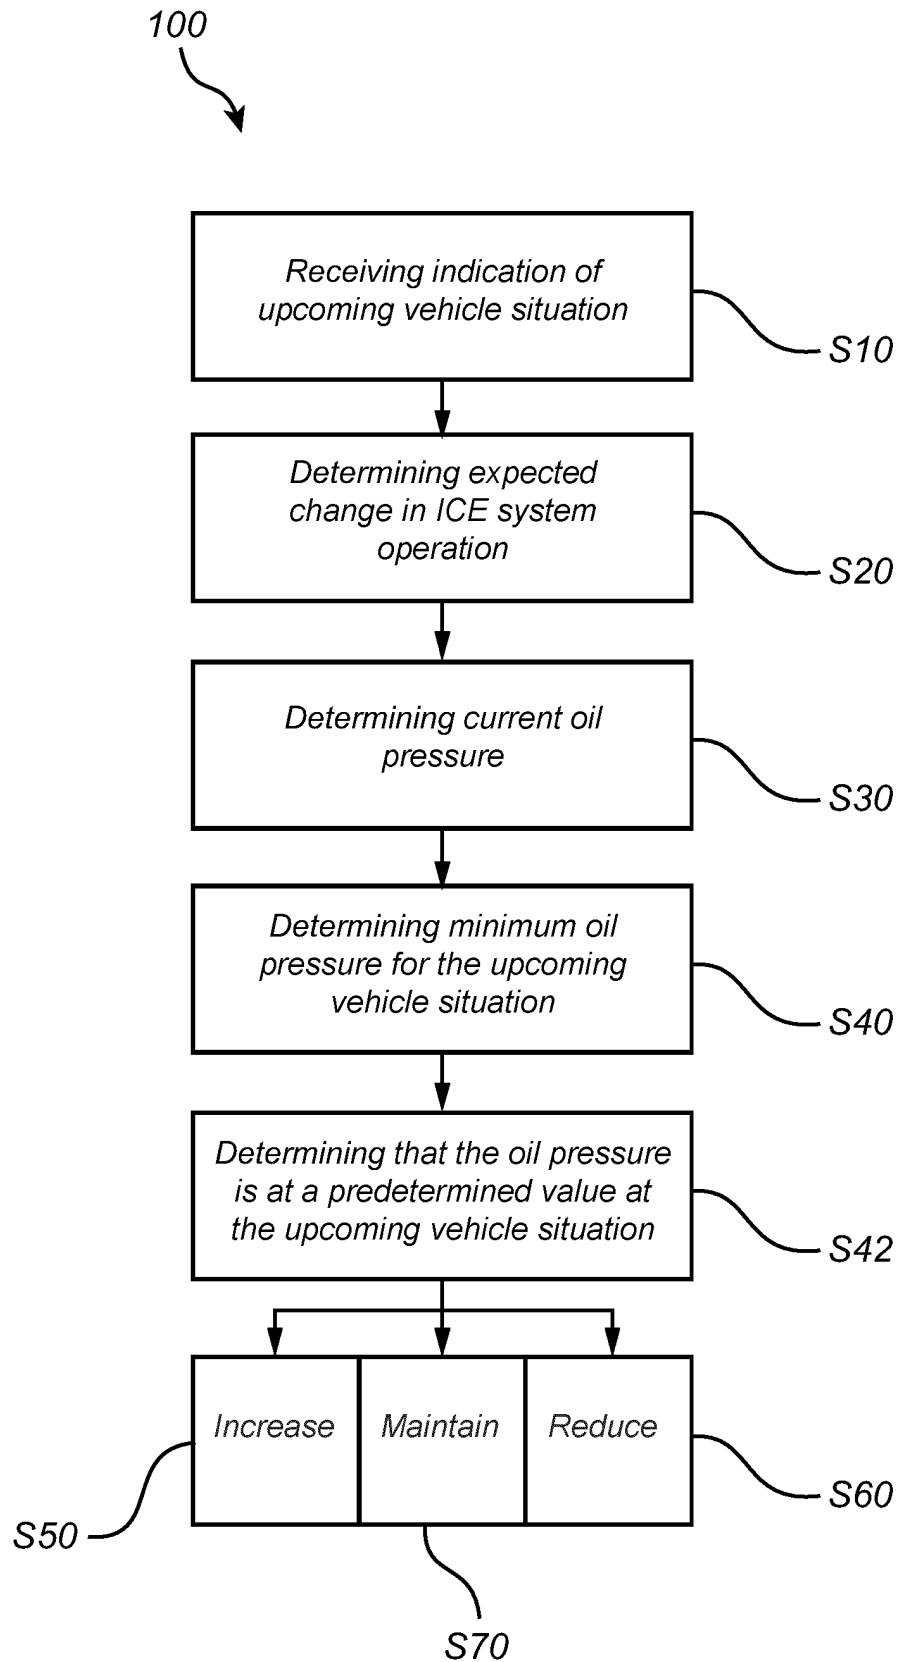 100
Receiving indication of
upcoming vehicle situation
S10
Determining expected
change in ICE system
operation
S20
Determining current oil
pressure
S30
Determining minimum oil
pressure for the upcoming
vehicle situation
S40
Determining that the oil pressure
is at a predetermined value at
the upcoming vehicle situation
S42
Increase
Maintain
Reduce
S50
S60
S70